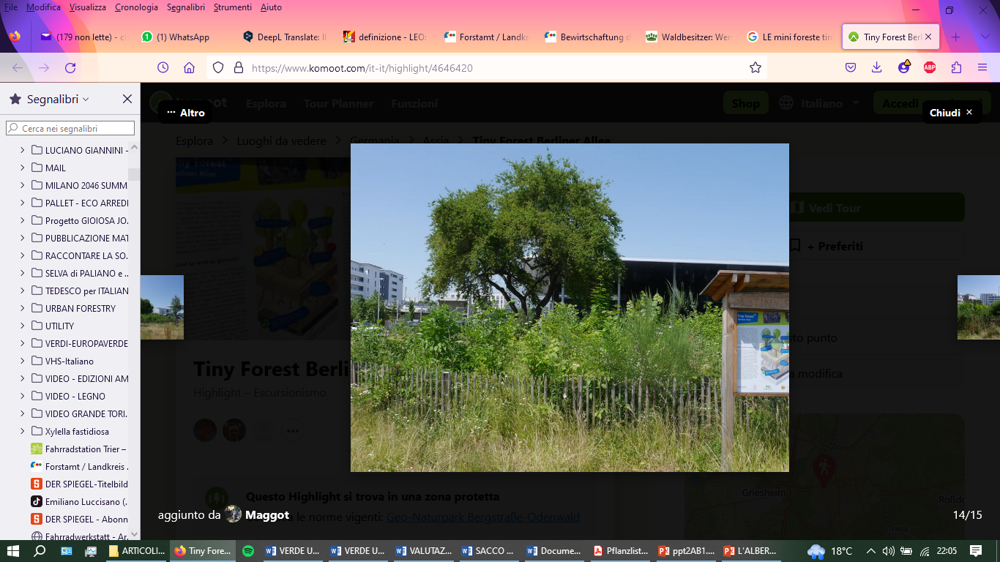 File Modifica Visualizza Cronologia Segnalibri Strumenti Aiuto
(179 non lette) - c
(1) WhatsApp
DeepL Translate: Il
definizione - LEO:
Forstamt / Landkr
Bewirtschaftung d
Waldbesitzer: Wer
LE mini foreste tin
Tiny Forest Berl
https://www.komoot.com/it-it/highlight/4646420
ABP
Segnalibri
Cerca nei segnalibri
LUCIANO GIANNINI -
MAIL
MILANO 2046 SUMM
PALLET - ECO ARREDI
Progetto GIOIOSA JO...
PUBBLICAZIONE MAT
RACCONTARE LA SO...
SELVA di PALIANO e ...
TEDESCO per ITALIAN
URBAN FORESTRY
UTILITY
VERDI-EUROPAVERDE
VHS-Italiano
VIDEO - EDIZIONI AM
VIDEO - LEGNO
VIDEO GRANDE TORI...
Xylella fastidiosa
Fahrradstation Trier –
Forstamt / Landkreis .
DER SPIEGEL-Titelbild
Emiliano Luccisano (...
DER SPIEGEL - Abonn
Fahrradwerkstatt - Ar...
Esplora Tour Planner Funzioni
Shop
Italiano
Accedi
··· Altro
Chiudi ×
Esplora > Luoghi da vedere > Germania > Assia > Tiny Forest Berliner Allee
Tiny Forest
Vedi Tour
+ Preferiti
sto punto
a modifica
Tiny Forest Berli
Highlight – Escursionismo
Questo Highlight si trova in una zona protetta
le norme vigenti: Geo-Naturpark Bergstraße-Odenwald
Griesheim
Roßdo
Traisa
aggiunto da Maggot
14/15
ARTICOLI...
Tiny Fore...
VERDE U...
VERDE U...
VALUTAZ...
SACCO ...
Docume...
Pflanzlist...
ppt2AB1....
L'ALBER...
18°C
22:05